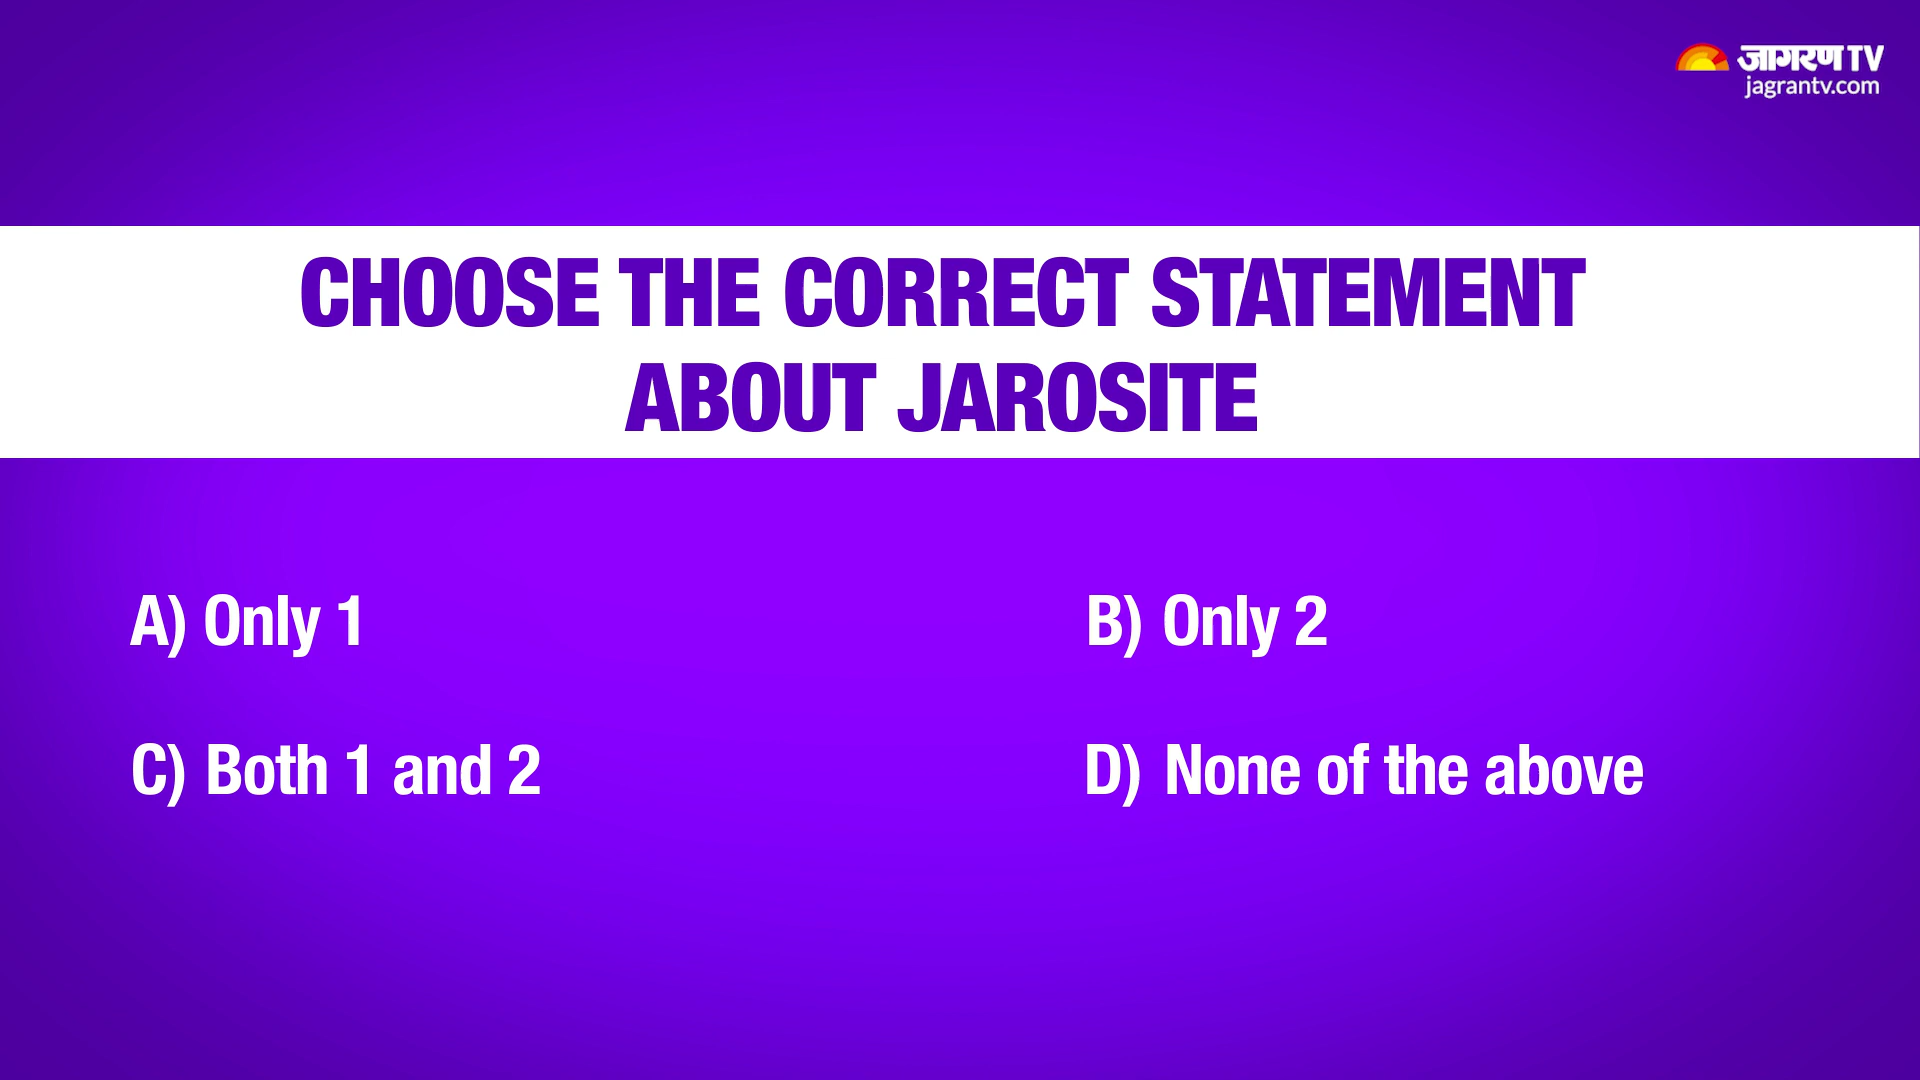 जागरण TV
jagrantv.com
CHOOSE THE CORRECT STATEMENT
ABOUT JAROSITE
A) Only 1
B) Only 2
C) Both 1 and 2
D) None of the above